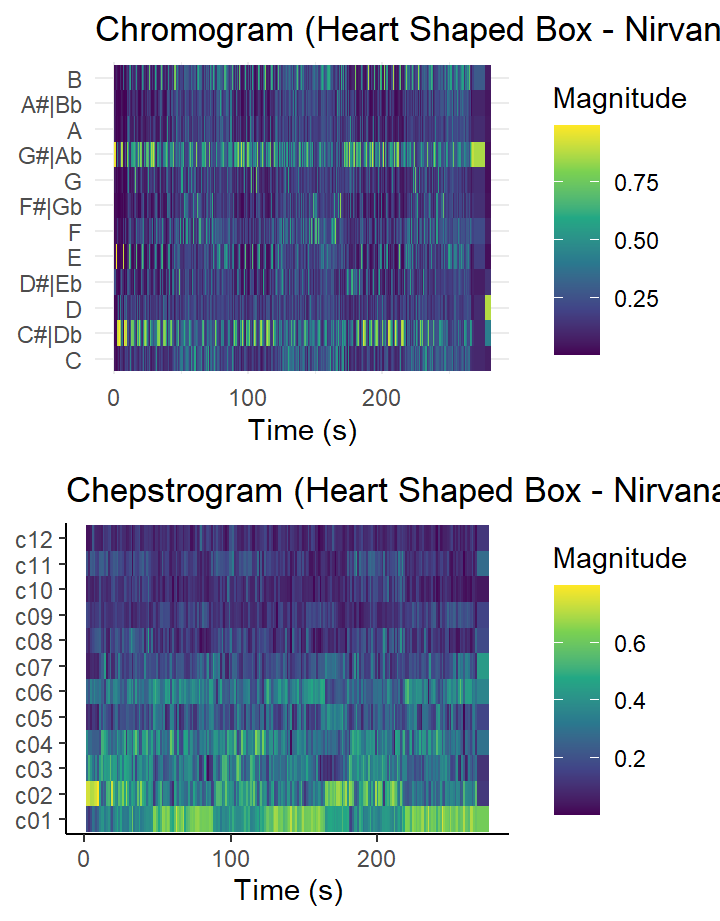 Chromogram (Heart Shaped Box - Nirvan
B
A#|Bb
A
G#|Ab
G
F#|Gb
F
E
D#|Eb
D
C#|Db
C
0 100 200
Time (s)
Magnitude
0.75
0.50
0.25
Chepstrogram (Heart Shaped Box - Nirvana
c12
c11
c10
c09
c08
c07
c06
c05
c04
c03
c02
c01
0 100 200
Time (s)
Magnitude
0.6
0.4
0.2